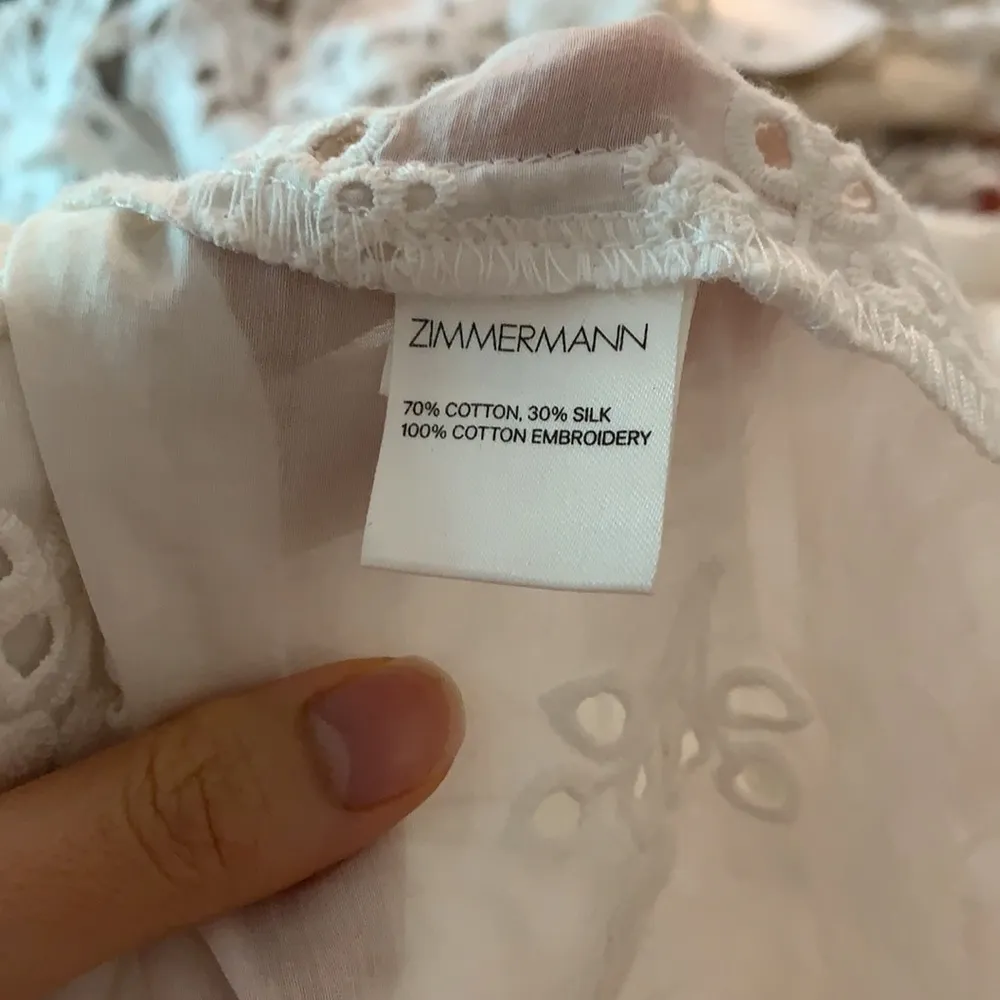 ZIMMERMANN
70% COTTON, 30% SILK
100% COTTON EMBROIDERY